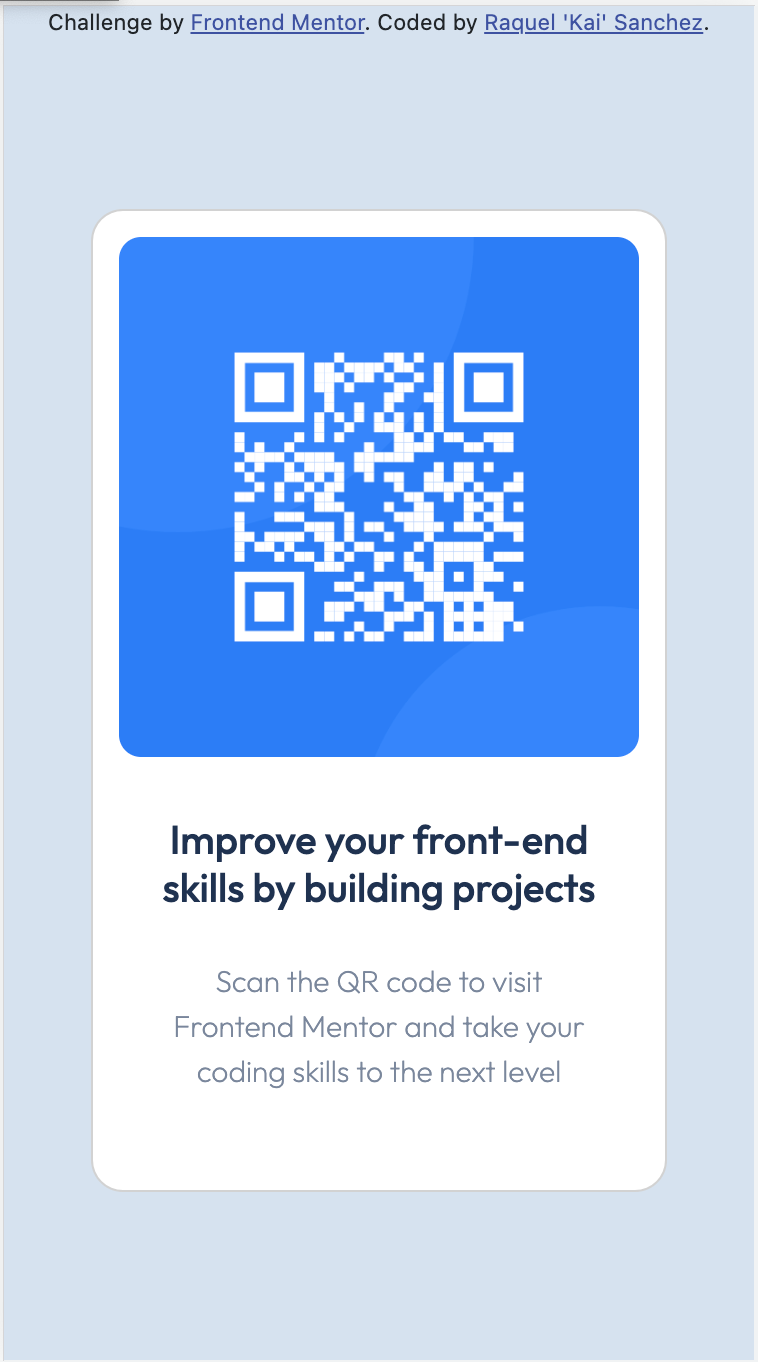 Challenge by Frontend Mentor. Coded by Raquel 'Kai' Sanchez.
Improve your front-end
skills by building projects
Scan the QR code to visit
Frontend Mentor and take your
coding skills to the next level